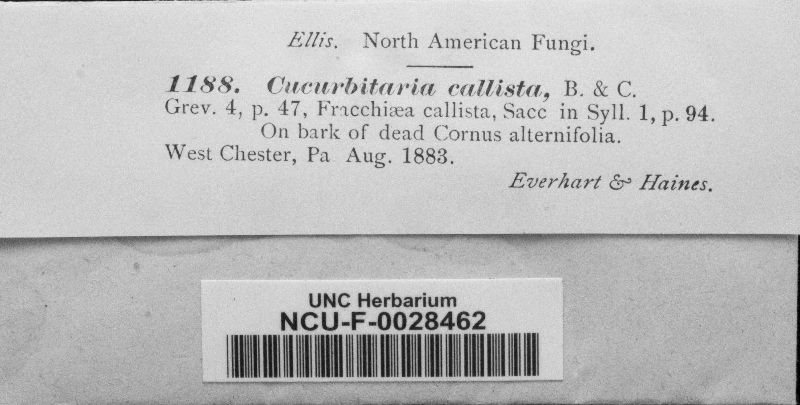 Ellis. North American Fungi.
1188. Cucurbitaria callista, B. & C.
Grev. 4, p. 47, Fracchiæa callista, Sacc in Syll. 1, p. 94.
On bark of dead Cornus alternifolia.
West Chester, Pa Aug. 1883.
Everhart & Haines.
UNC Herbarium
NCU-F-0028462